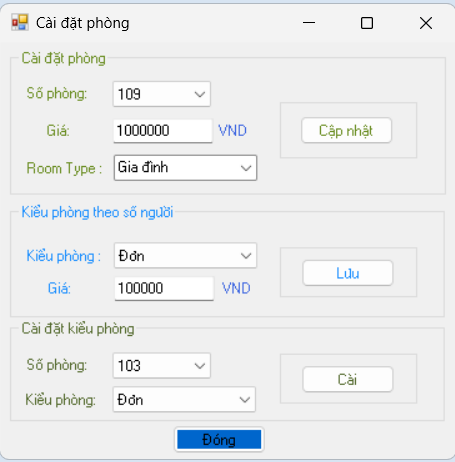 Cài đặt phòng
Cài đặt phòng
Số phòng: 109
Giá: 1000000 VND
Cập nhật
Room Type : Gia đình
Kiểu phòng theo số người
Kiểu phòng : Đơn
Giá: 100000 VND
Lưu
Cài đặt kiểu phòng
Số phòng: 103
Kiểu phòng: Đơn
Cài
Đóng